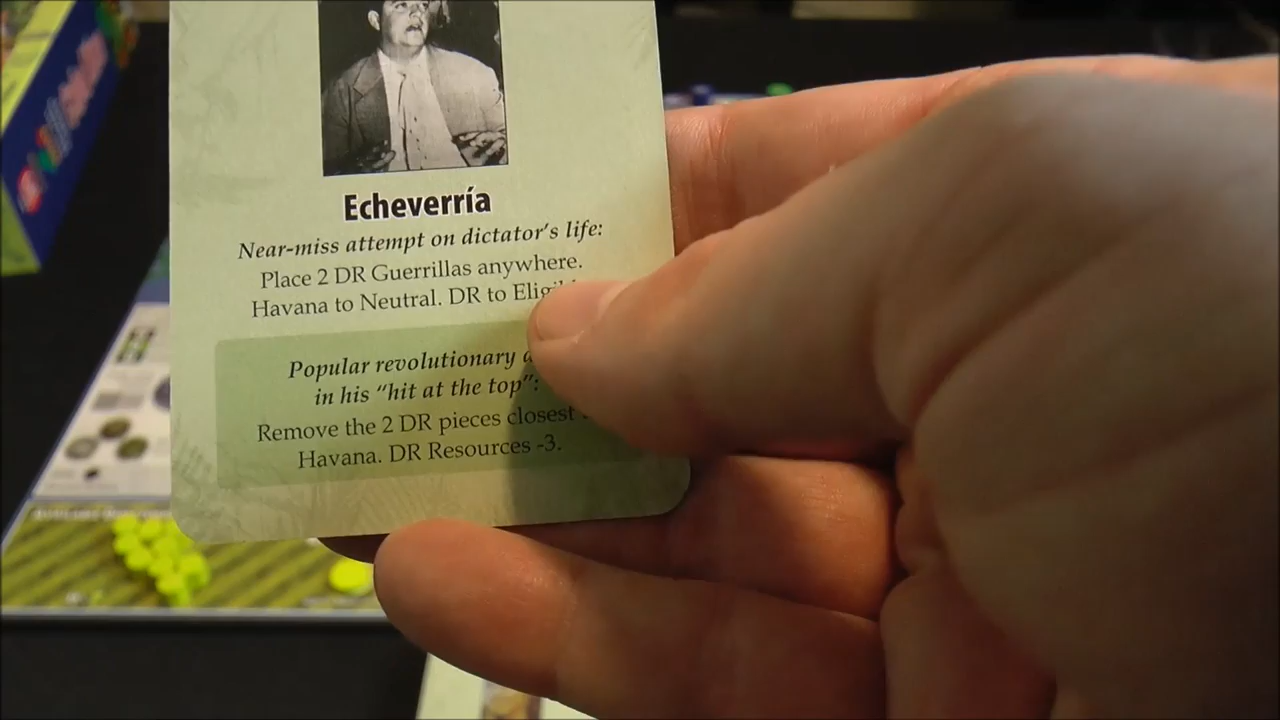 Echeverría
Near-miss attempt on dictator's life:
Place 2 DR Guerrillas anywhere.
Havana to Neutral. DR to
Popular revolutionary
in his "hit at the top":
Remove the 2 DR pieces closest
Havana. DR Resources -3.